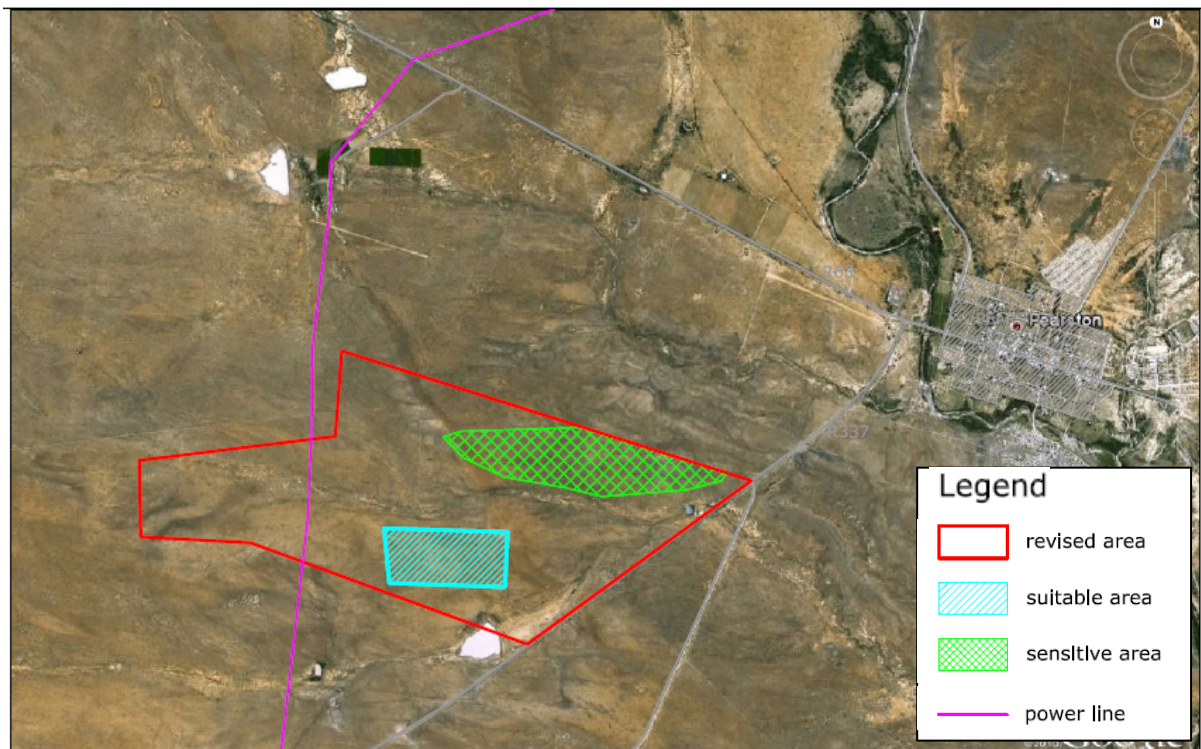 N
R63
Pearston
R337
Legend
revised area
suitable area
sensitive area
power line